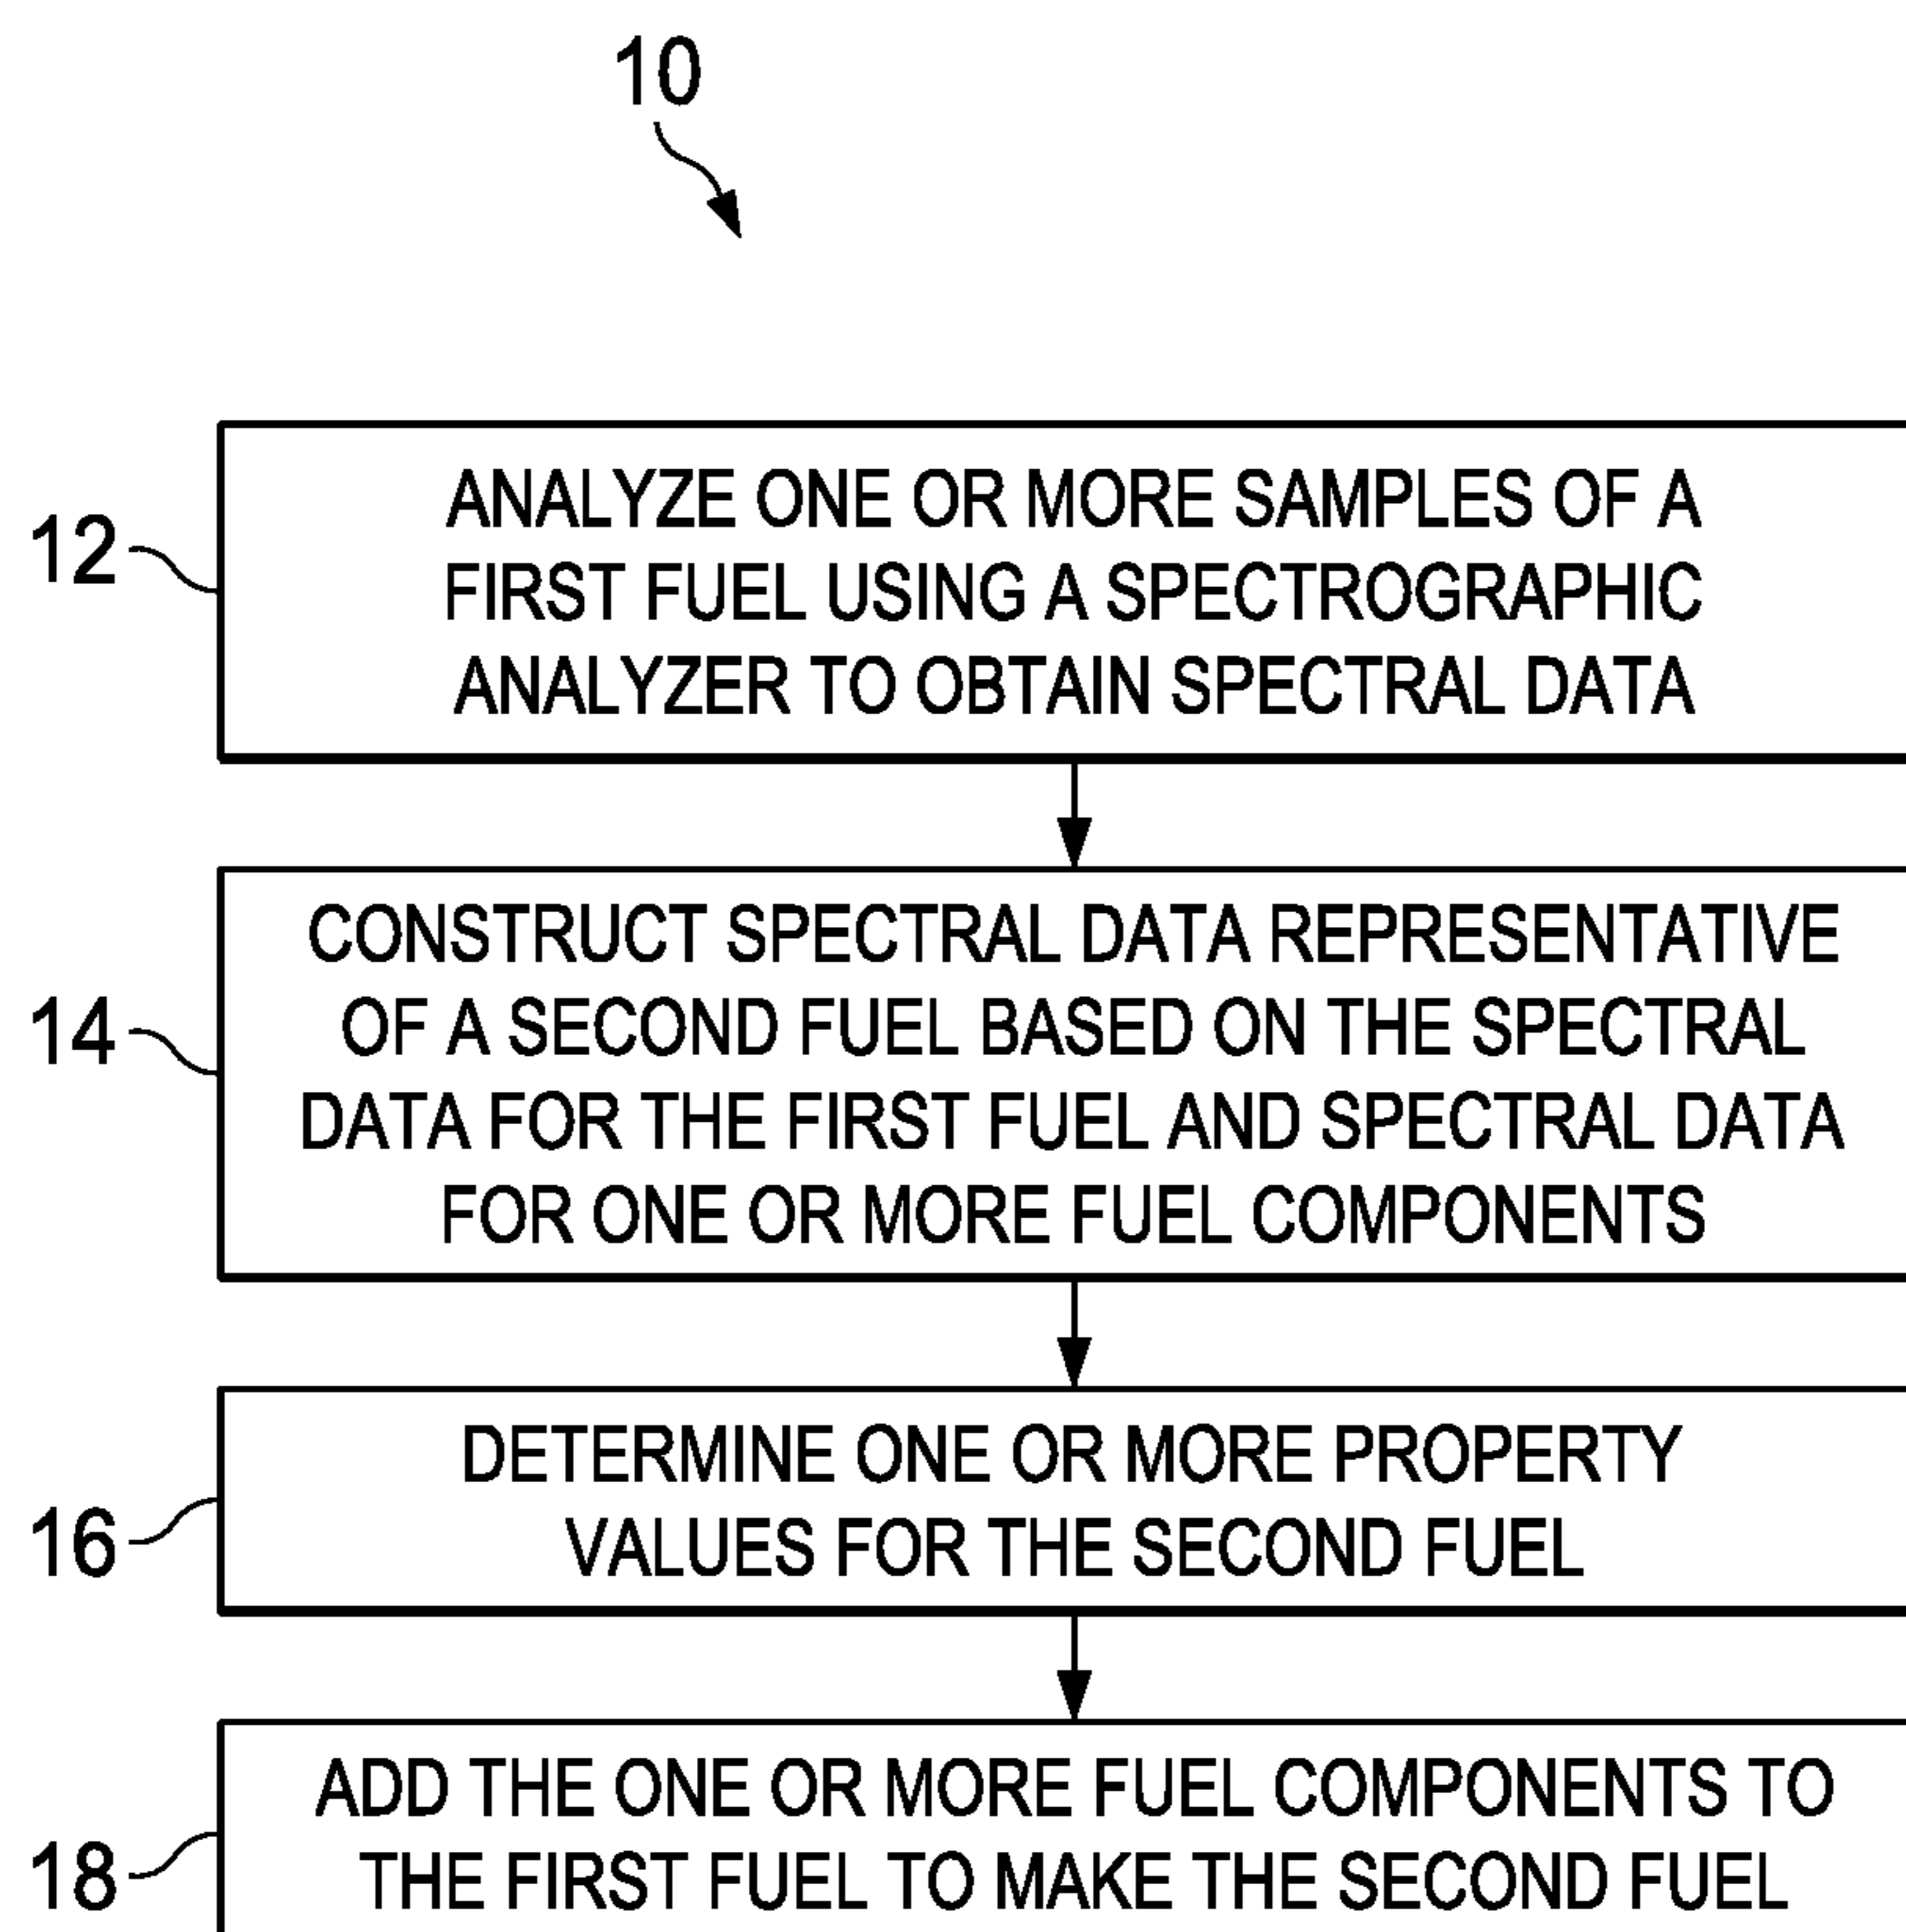 10
12
ANALYZE ONE OR MORE SAMPLES OF A
FIRST FUEL USING A SPECTROGRAPHIC
ANALYZER TO OBTAIN SPECTRAL DATA
14
CONSTRUCT SPECTRAL DATA REPRESENTATIVE
OF A SECOND FUEL BASED ON THE SPECTRAL
DATA FOR THE FIRST FUEL AND SPECTRAL DATA
FOR ONE OR MORE FUEL COMPONENTS
16
DETERMINE ONE OR MORE PROPERTY
VALUES FOR THE SECOND FUEL
18
ADD THE ONE OR MORE FUEL COMPONENTS TO
THE FIRST FUEL TO MAKE THE SECOND FUEL